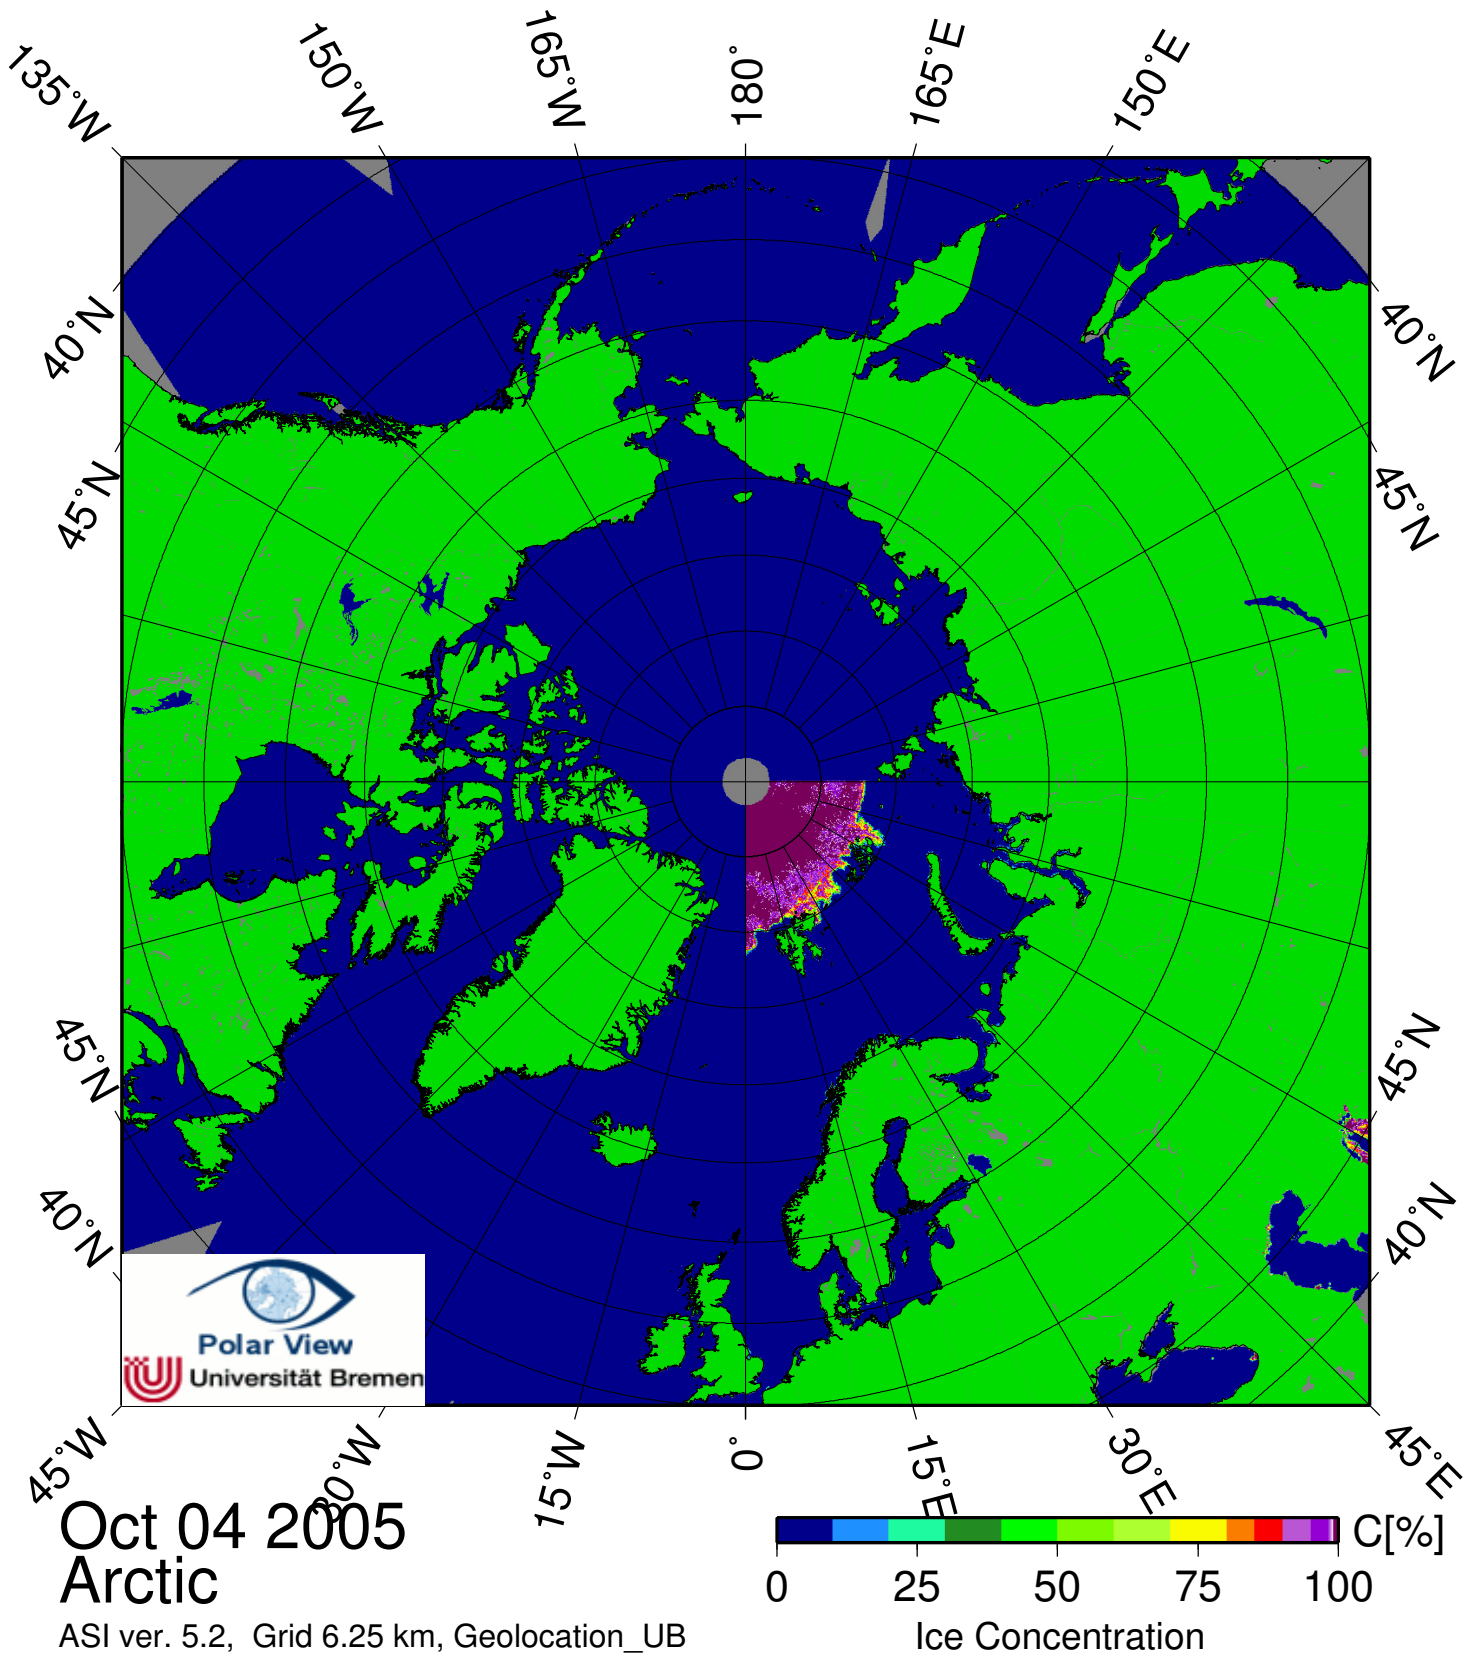 135°W
150°W
165°W
180°
165°E
150°E
40°N
40°N
45°N
45°N
45°N
45°N
40°N
40°N
Polar View
Universität Bremen
45°W
30°W
15°W
0°
15°E
30°E
45°E
Oct 04 2005
Arctic
ASI ver. 5.2, Grid 6.25 km, Geolocation_UB
C[%]
0 25 50 75 100
Ice Concentration